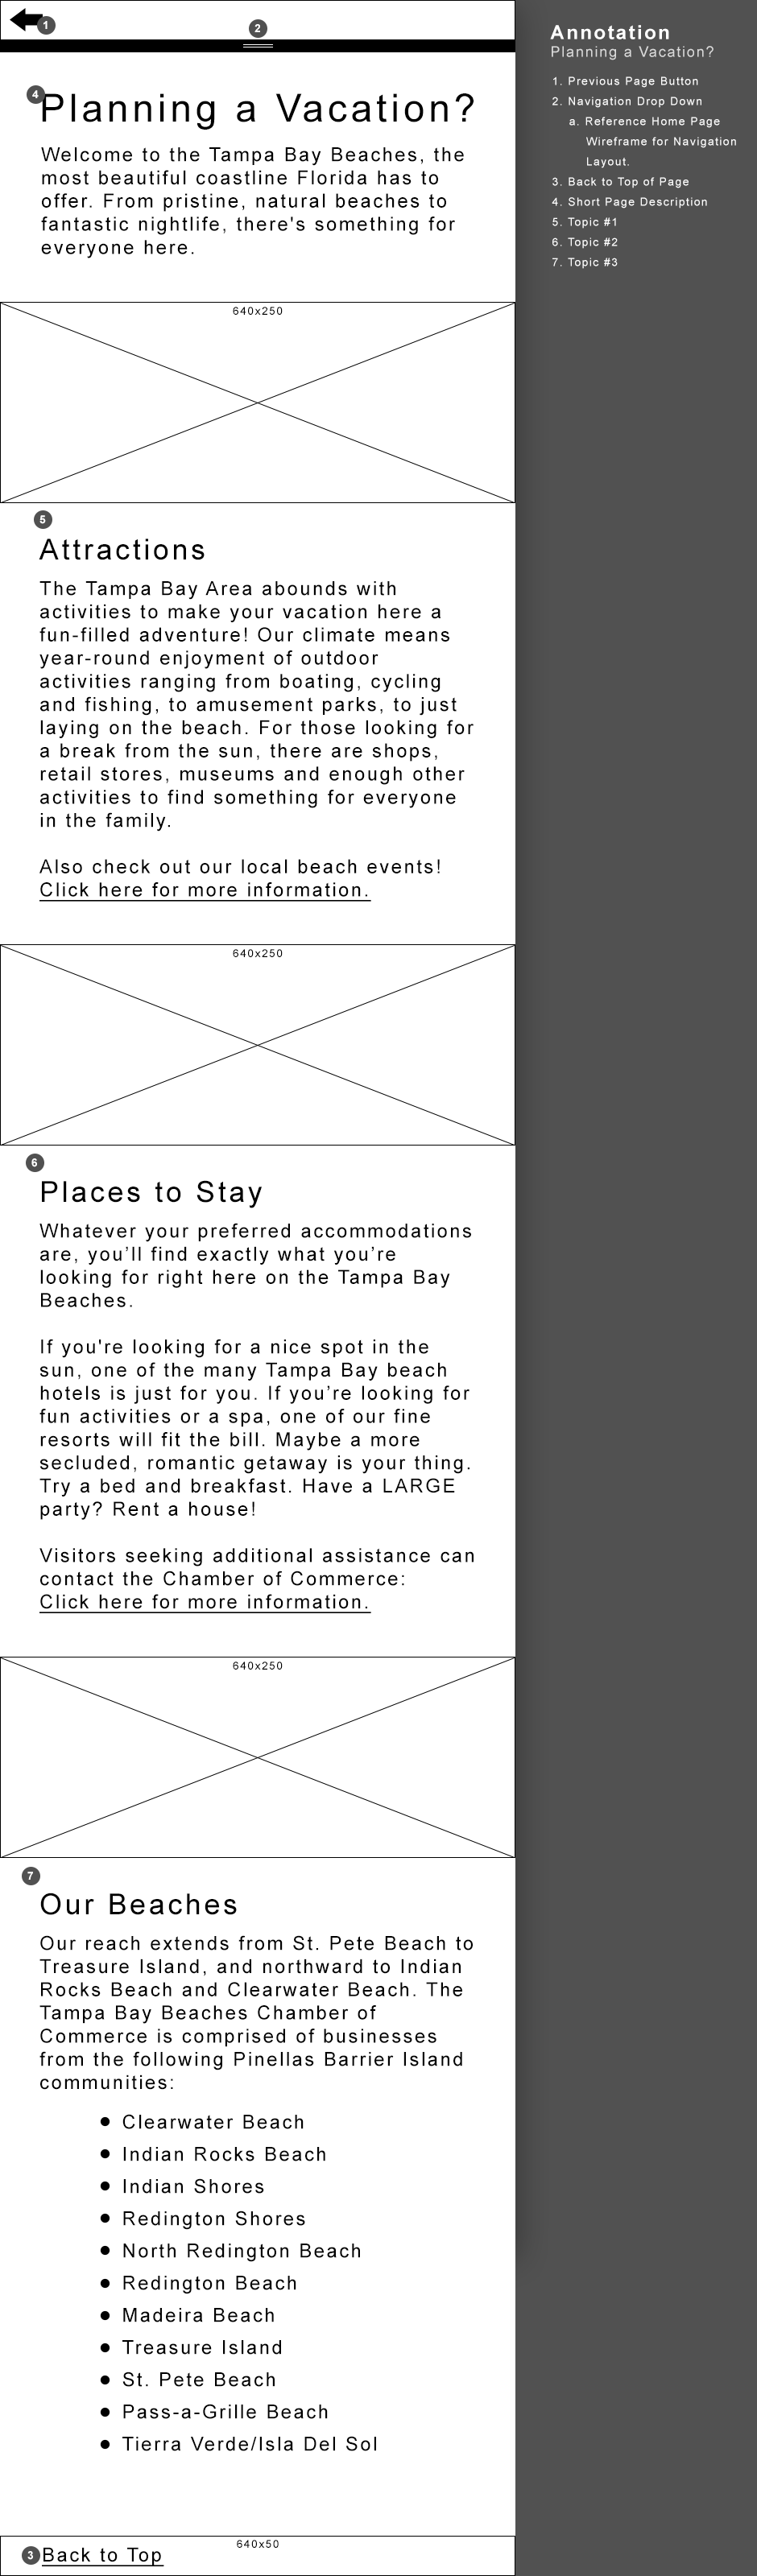 1
2
4
Planning a Vacation?
Welcome to the Tampa Bay Beaches, the
most beautiful coastline Florida has to
offer. From pristine, natural beaches to
fantastic nightlife, there's something for
everyone here.
640x250
5
Attractions
The Tampa Bay Area abounds with
activities to make your vacation here a
fun-filled adventure! Our climate means
year-round enjoyment of outdoor
activities ranging from boating, cycling
and fishing, to amusement parks, to just
laying on the beach. For those looking for
a break from the sun, there are shops,
retail stores, museums and enough other
activities to find something for everyone
in the family.
Also check out our local beach events!
Click here for more information.
640x250
6
Places to Stay
Whatever your preferred accommodations
are, you’ll find exactly what you’re
looking for right here on the Tampa Bay
Beaches.
If you're looking for a nice spot in the
sun, one of the many Tampa Bay beach
hotels is just for you. If you’re looking for
fun activities or a spa, one of our fine
resorts will fit the bill. Maybe a more
secluded, romantic getaway is your thing.
Try a bed and breakfast. Have a LARGE
party? Rent a house!
Visitors seeking additional assistance can
contact the Chamber of Commerce:
Click here for more information.
640x250
7
Our Beaches
Our reach extends from St. Pete Beach to
Treasure Island, and northward to Indian
Rocks Beach and Clearwater Beach. The
Tampa Bay Beaches Chamber of
Commerce is comprised of businesses
from the following Pinellas Barrier Island
communities:
● Clearwater Beach
● Indian Rocks Beach
● Indian Shores
● Redington Shores
● North Redington Beach
● Redington Beach
● Madeira Beach
● Treasure Island
● St. Pete Beach
● Pass-a-Grille Beach
● Tierra Verde/Isla Del Sol
640x50
3 Back to Top
Annotation
Planning a Vacation?
1. Previous Page Button
2. Navigation Drop Down
a. Reference Home Page
Wireframe for Navigation
Layout.
3. Back to Top of Page
4. Short Page Description
5. Topic #1
6. Topic #2
7. Topic #3